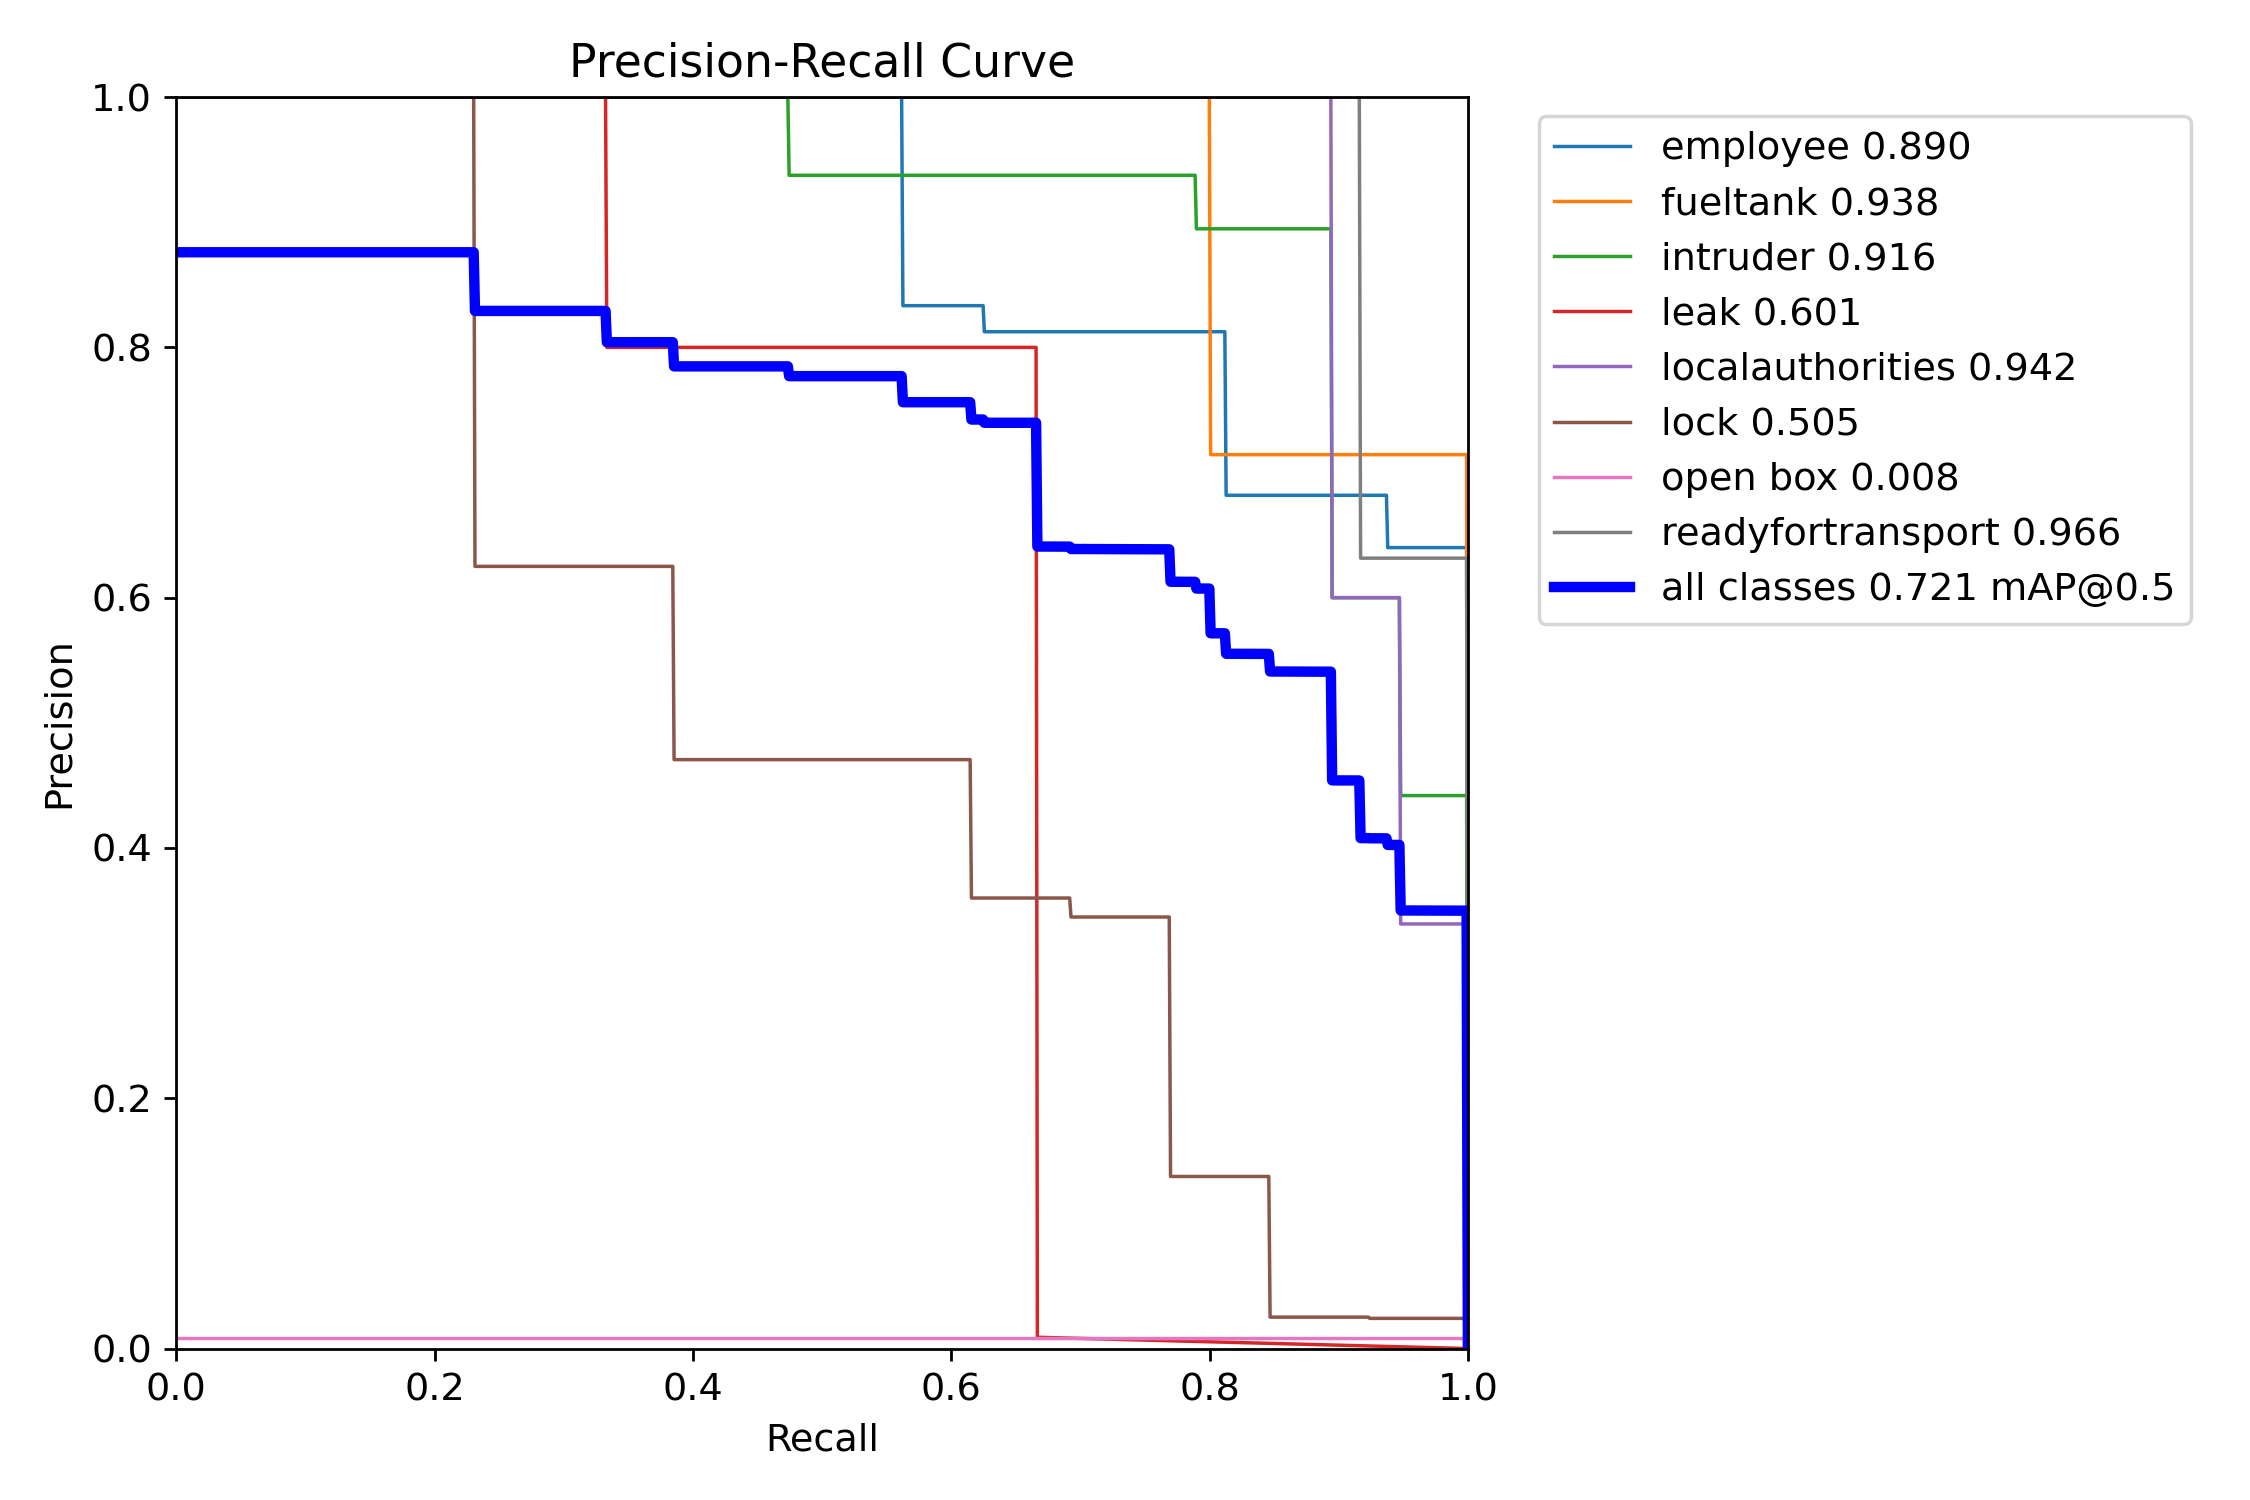 Precision-Recall Curve
1.0
0.8
0.6
0.4
0.2
0.0
Precision
0.0 0.2 0.4 0.6 0.8 1.0
Recall
employee 0.890
fueltank 0.938
intruder 0.916
leak 0.601
localauthorities 0.942
lock 0.505
open box 0.008
readyfortransport 0.966
all classes 0.721 mAP@0.5